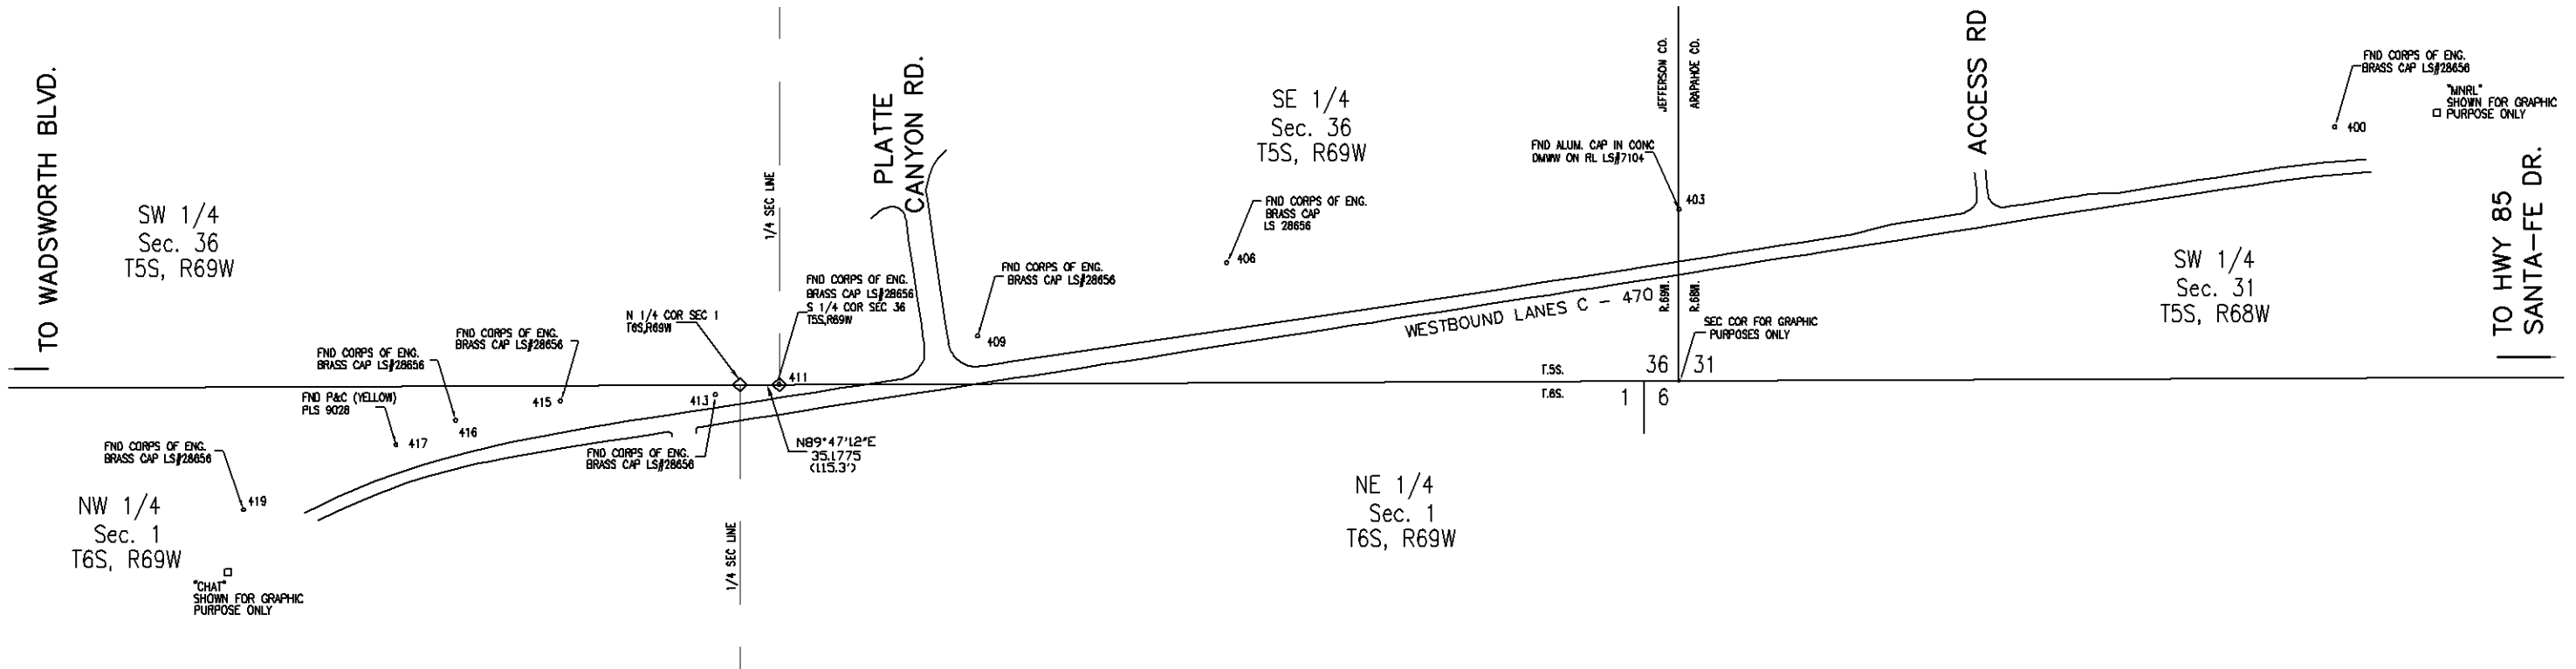 TO WADSWORTH BLVD.
SW 1/4
Sec. 36
T5S, R69W
1/4 SEC LINE
PLATTE
CANYON RD.
SE 1/4
Sec. 36
T5S, R69W
JEFFERSON CO.
ARAPAHOE CO.
ACCESS RD
FND CORPS OF ENG.
BRASS CAP LS#28656
400
"MNRL"
SHOWN FOR GRAPHIC
PURPOSE ONLY
TO HWY 85
SANTA-FE DR.
FND ALUM. CAP IN CONC
DMWW ON RL LS#7104
403
FND CORPS OF ENG.
BRASS CAP
LS 28656
406
FND CORPS OF ENG.
BRASS CAP LS#28656
409
FND CORPS OF ENG.
BRASS CAP LS#28656
S 1/4 COR SEC 36
T5S,R69W
411
N 1/4 COR SEC 1
T6S,R69W
WESTBOUND LANES C - 470
R.69W.
R.68W.
SW 1/4
Sec. 31
T5S, R68W
SEC COR FOR GRAPHIC
PURPOSES ONLY
T.5S.
36
31
T.6S.
1
6
FND CORPS OF ENG.
BRASS CAP LS#28656
415
FND CORPS OF ENG.
BRASS CAP LS#28656
416
FND P&C (YELLOW)
PLS 9028
417
413
FND CORPS OF ENG.
BRASS CAP LS#28656
N89°47'12"E
35.1775
(115.3')
FND CORPS OF ENG.
BRASS CAP LS#28656
419
NW 1/4
Sec. 1
T6S, R69W
"CHAT"
SHOWN FOR GRAPHIC
PURPOSE ONLY
1/4 SEC LINE
NE 1/4
Sec. 1
T6S, R69W